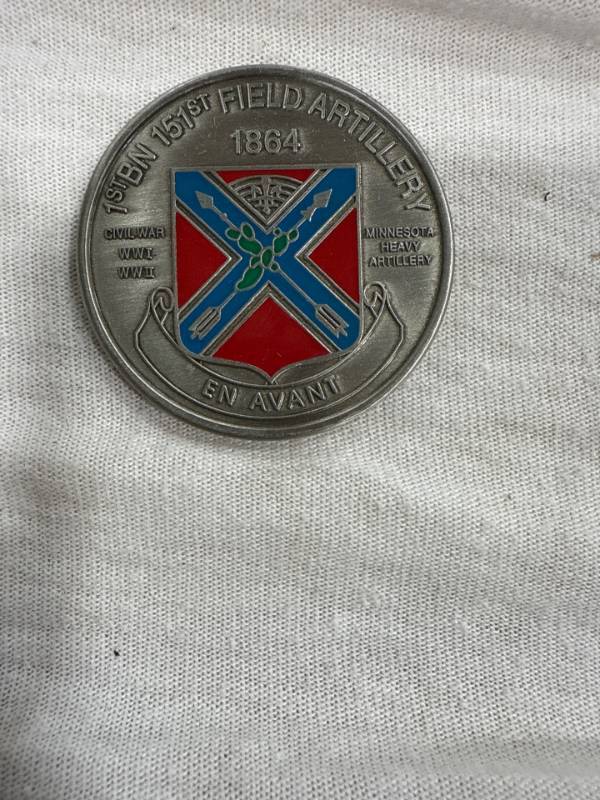 1ST BN 151ST FIELD ARTILLERY
1864
CIVIL WAR
WWI
WWII
MINNESOTA
HEAVY
ARTILLERY
EN AVANT